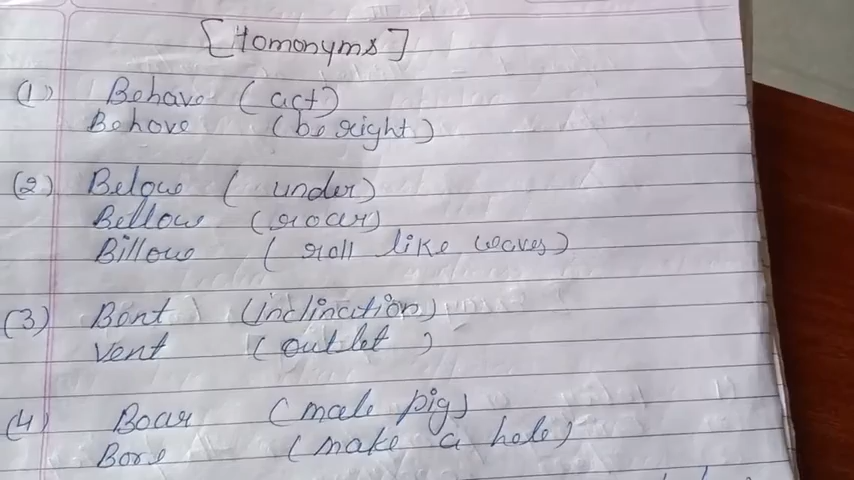 [Homonyms]
(1) Behave (act)
Behove (be right)
(2) Below (under)
Bellow (roar)
Billow (roll like waves)
(3) Bent (inclination)
Vent (outlet)
(4) Boar (male pig)
Bore (make a hole)